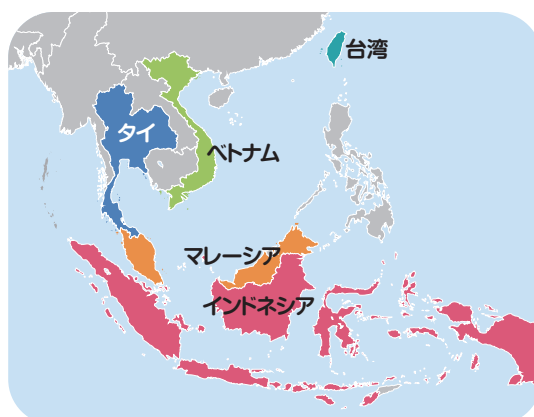 台湾
タイ
ベトナム
マレーシア
インドネシア